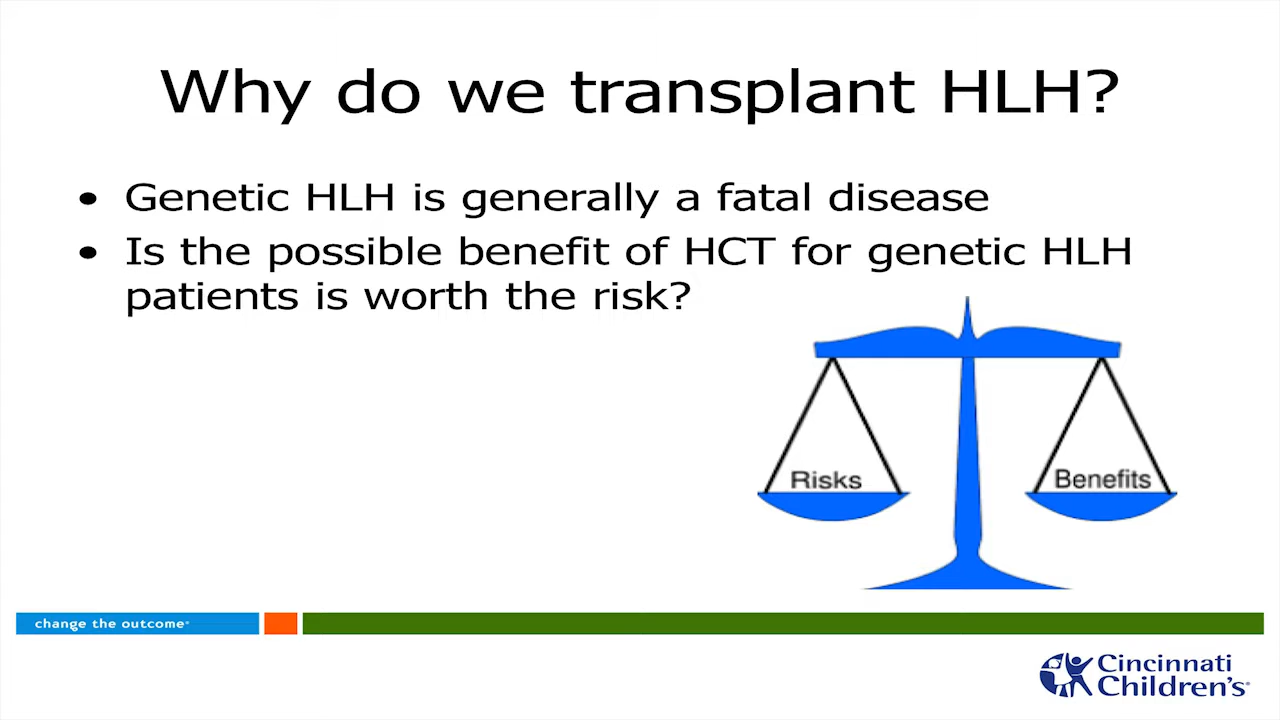 Why do we transplant HLH?
• Genetic HLH is generally a fatal disease
• Is the possible benefit of HCT for genetic HLH
patients is worth the risk?
Risks
Benefits
change the outcome®
Cincinnati
Children's®